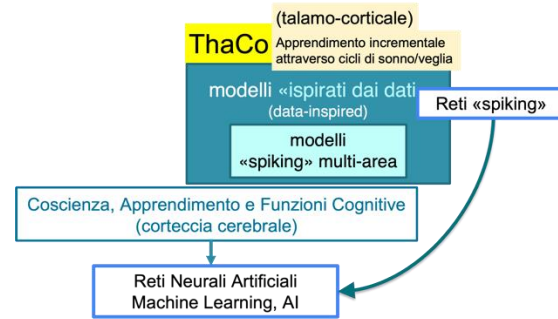 (talamo-corticale)
ThaCo
Apprendimento incrementale
attraverso cicli di sonno/veglia
modelli «ispirati dai dati
(data-inspired)
Reti «spiking»
modelli
«spiking» multi-area
Coscienza, Apprendimento e Funzioni Cognitive
(corteccia cerebrale)
Reti Neurali Artificiali
Machine Learning, AI